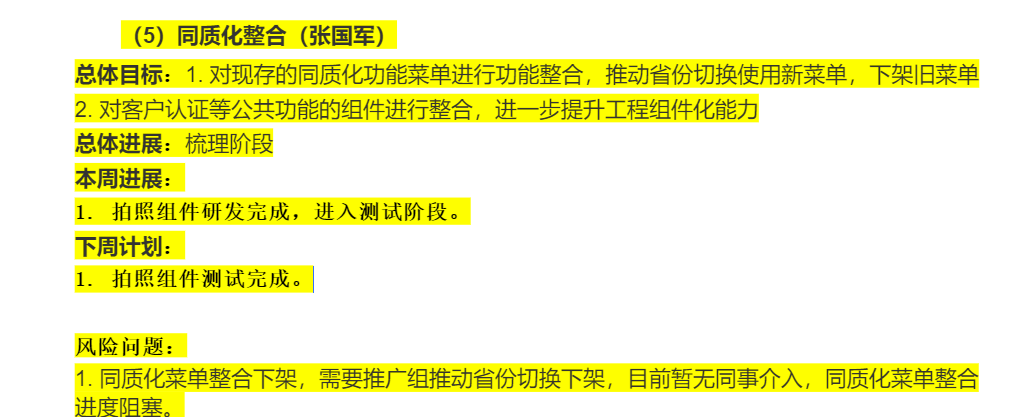 （5）同质化整合（张国军）
总体目标：1. 对现存的同质化功能菜单进行功能整合，推动省份切换使用新菜单，下架旧菜单
2. 对客户认证等公共功能的组件进行整合，进一步提升工程组件化能力
总体进展：梳理阶段
本周进展：
1. 拍照组件研发完成，进入测试阶段。
下周计划：
1. 拍照组件测试完成。
风险问题：
1. 同质化菜单整合下架，需要推广组推动省份切换下架，目前暂无同事介入，同质化菜单整合
进度阻塞。